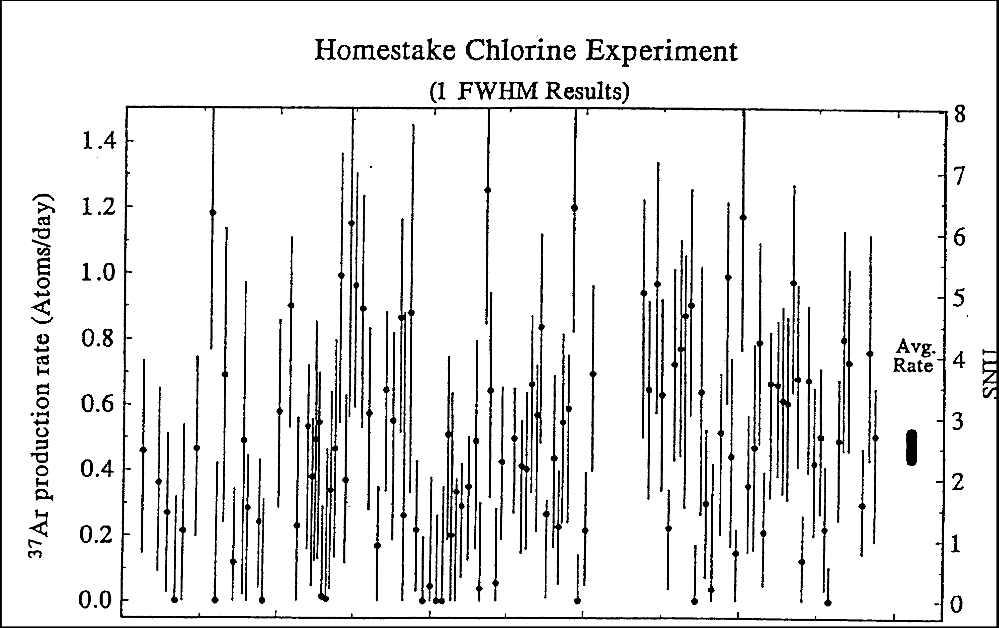 Homestake Chlorine Experiment
(1 FWHM Results)
³⁷Ar production rate (Atoms/day)
1.4
1.2
1.0
0.8
0.6
0.4
0.2
0.0
8
7
6
5
4
3
2
1
0
SNU
Avg.
Rate